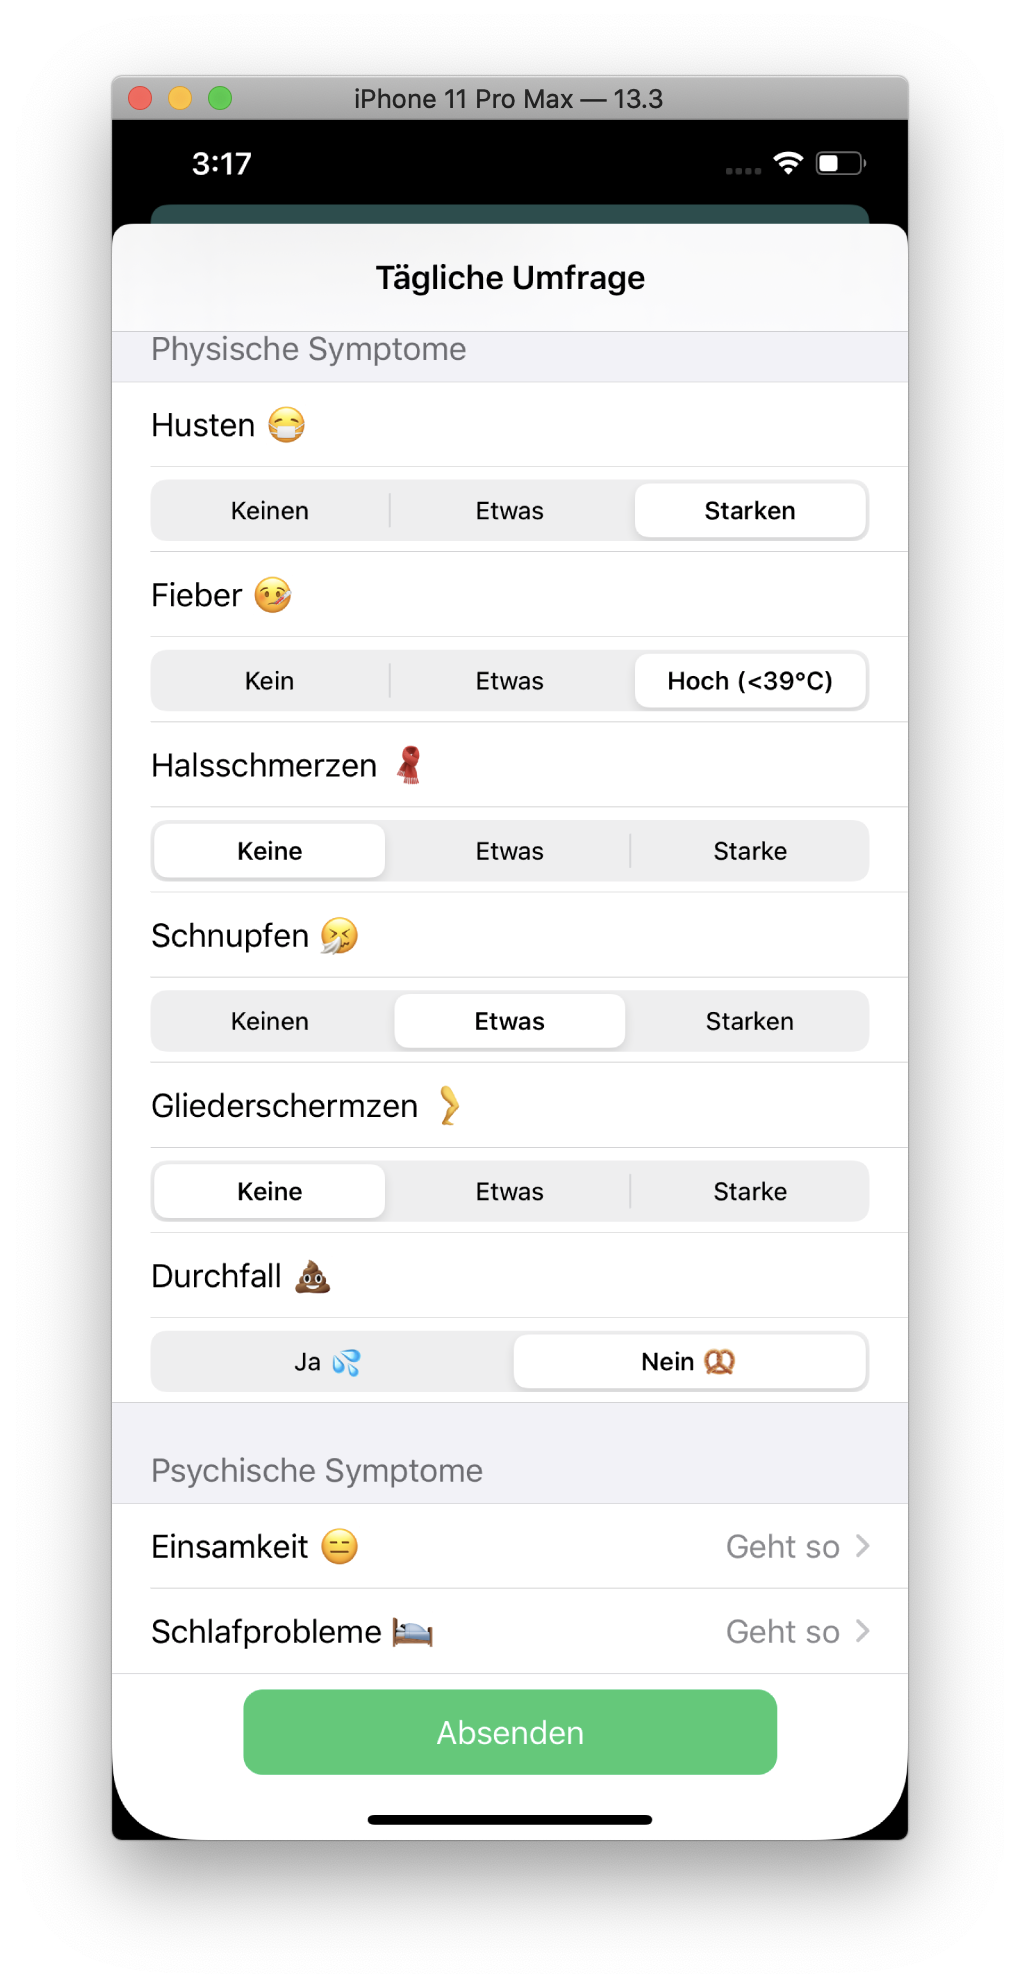 iPhone 11 Pro Max — 13.3
3:17
Tägliche Umfrage
Physische Symptome
Husten 😷
Keinen Etwas Starken
Fieber 🤒
Kein Etwas Hoch (<39°C)
Halsschmerzen 🧣
Keine Etwas Starke
Schnupfen 🤧
Keinen Etwas Starken
Gliederschermzen 🦵
Keine Etwas Starke
Durchfall 💩
Ja 💦 Nein 🥨
Psychische Symptome
Einsamkeit 😑 Geht so
Schlafprobleme 🛏 Geht so
Absenden